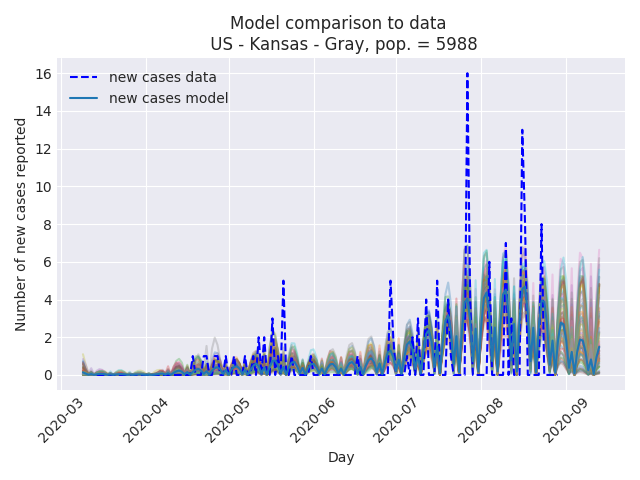 Model comparison to data
US - Kansas - Gray, pop. = 5988
new cases data
new cases model
Number of new cases reported
16
14
12
10
8
6
4
2
0
2020-03
2020-04
2020-05
2020-06
2020-07
2020-08
2020-09
Day